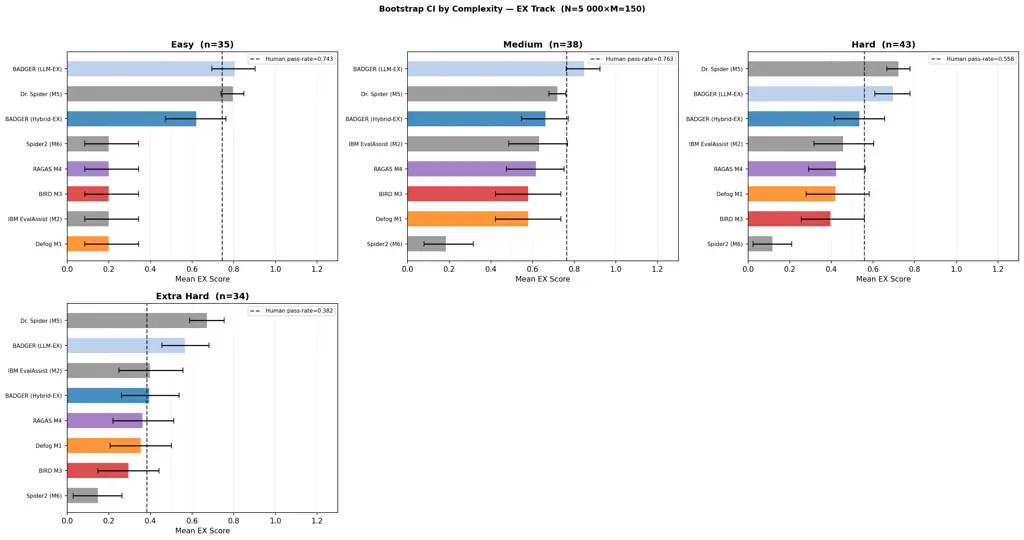 Bootstrap CI by Complexity — EX Track (N=5 000×M=150)
Easy (n=35)
Human pass-rate=0.743
BADGER (LLM-EX)
Dr. Spider (M5)
BADGER (Hybrid-EX)
Spider2 (M6)
RAGAS M4
BIRD M3
IBM EvalAssist (M2)
Defog M1
0.0 0.2 0.4 0.6 0.8 1.0 1.2
Mean EX Score
Medium (n=38)
Human pass-rate=0.763
BADGER (LLM-EX)
Dr. Spider (M5)
BADGER (Hybrid-EX)
IBM EvalAssist (M2)
RAGAS M4
BIRD M3
Defog M1
Spider2 (M6)
0.0 0.2 0.4 0.6 0.8 1.0 1.2
Mean EX Score
Hard (n=43)
Human pass-rate=0.558
Dr. Spider (M5)
BADGER (LLM-EX)
BADGER (Hybrid-EX)
IBM EvalAssist (M2)
RAGAS M4
Defog M1
BIRD M3
Spider2 (M6)
0.0 0.2 0.4 0.6 0.8 1.0 1.2
Mean EX Score
Extra Hard (n=34)
Human pass-rate=0.382
Dr. Spider (M5)
BADGER (LLM-EX)
IBM EvalAssist (M2)
BADGER (Hybrid-EX)
RAGAS M4
Defog M1
BIRD M3
Spider2 (M6)
0.0 0.2 0.4 0.6 0.8 1.0 1.2
Mean EX Score